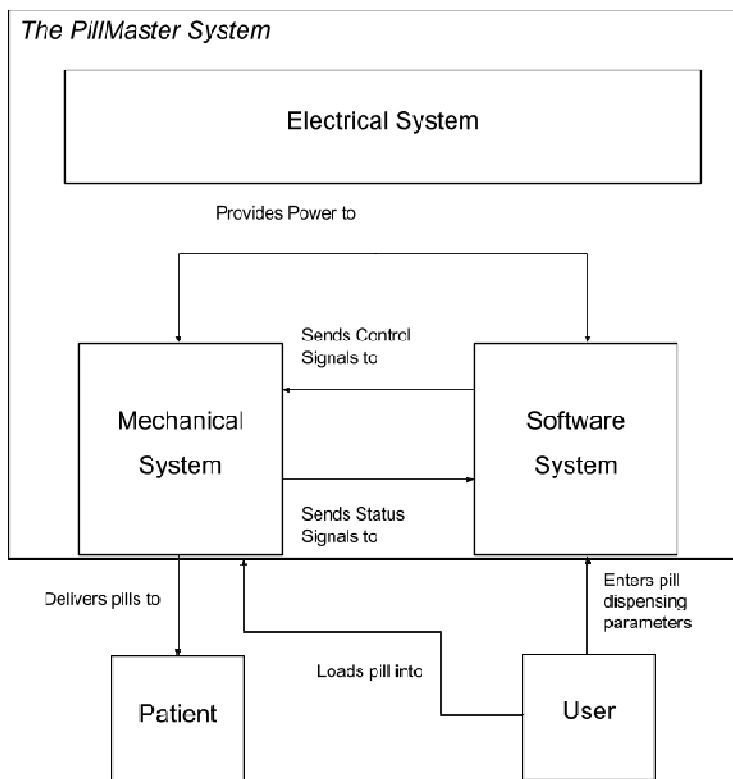 The PillMaster System
Electrical System
Provides Power to
Sends Control
Signals to
Mechanical
System
Software
System
Sends Status
Signals to
Delivers pills to
Enters pill
dispensing
parameters
Loads pill into
Patient
User